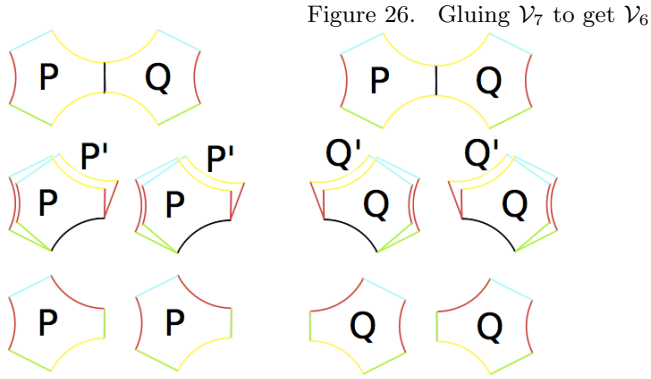 Figure 26. Gluing 𝒱₇ to get 𝒱₆
P Q P Q
P' P' Q' Q'
P P Q Q
P P Q Q